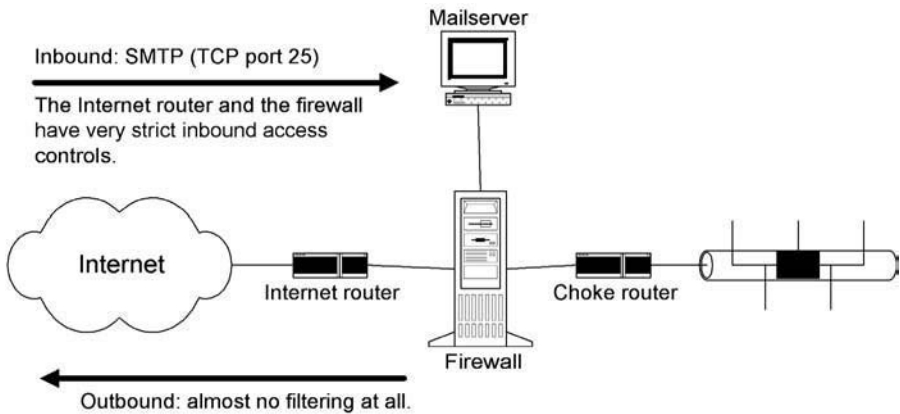 Mailserver
Inbound: SMTP (TCP port 25)
The Internet router and the firewall
have very strict inbound access
controls.
Internet
Internet router
Choke router
Firewall
Outbound: almost no filtering at all.